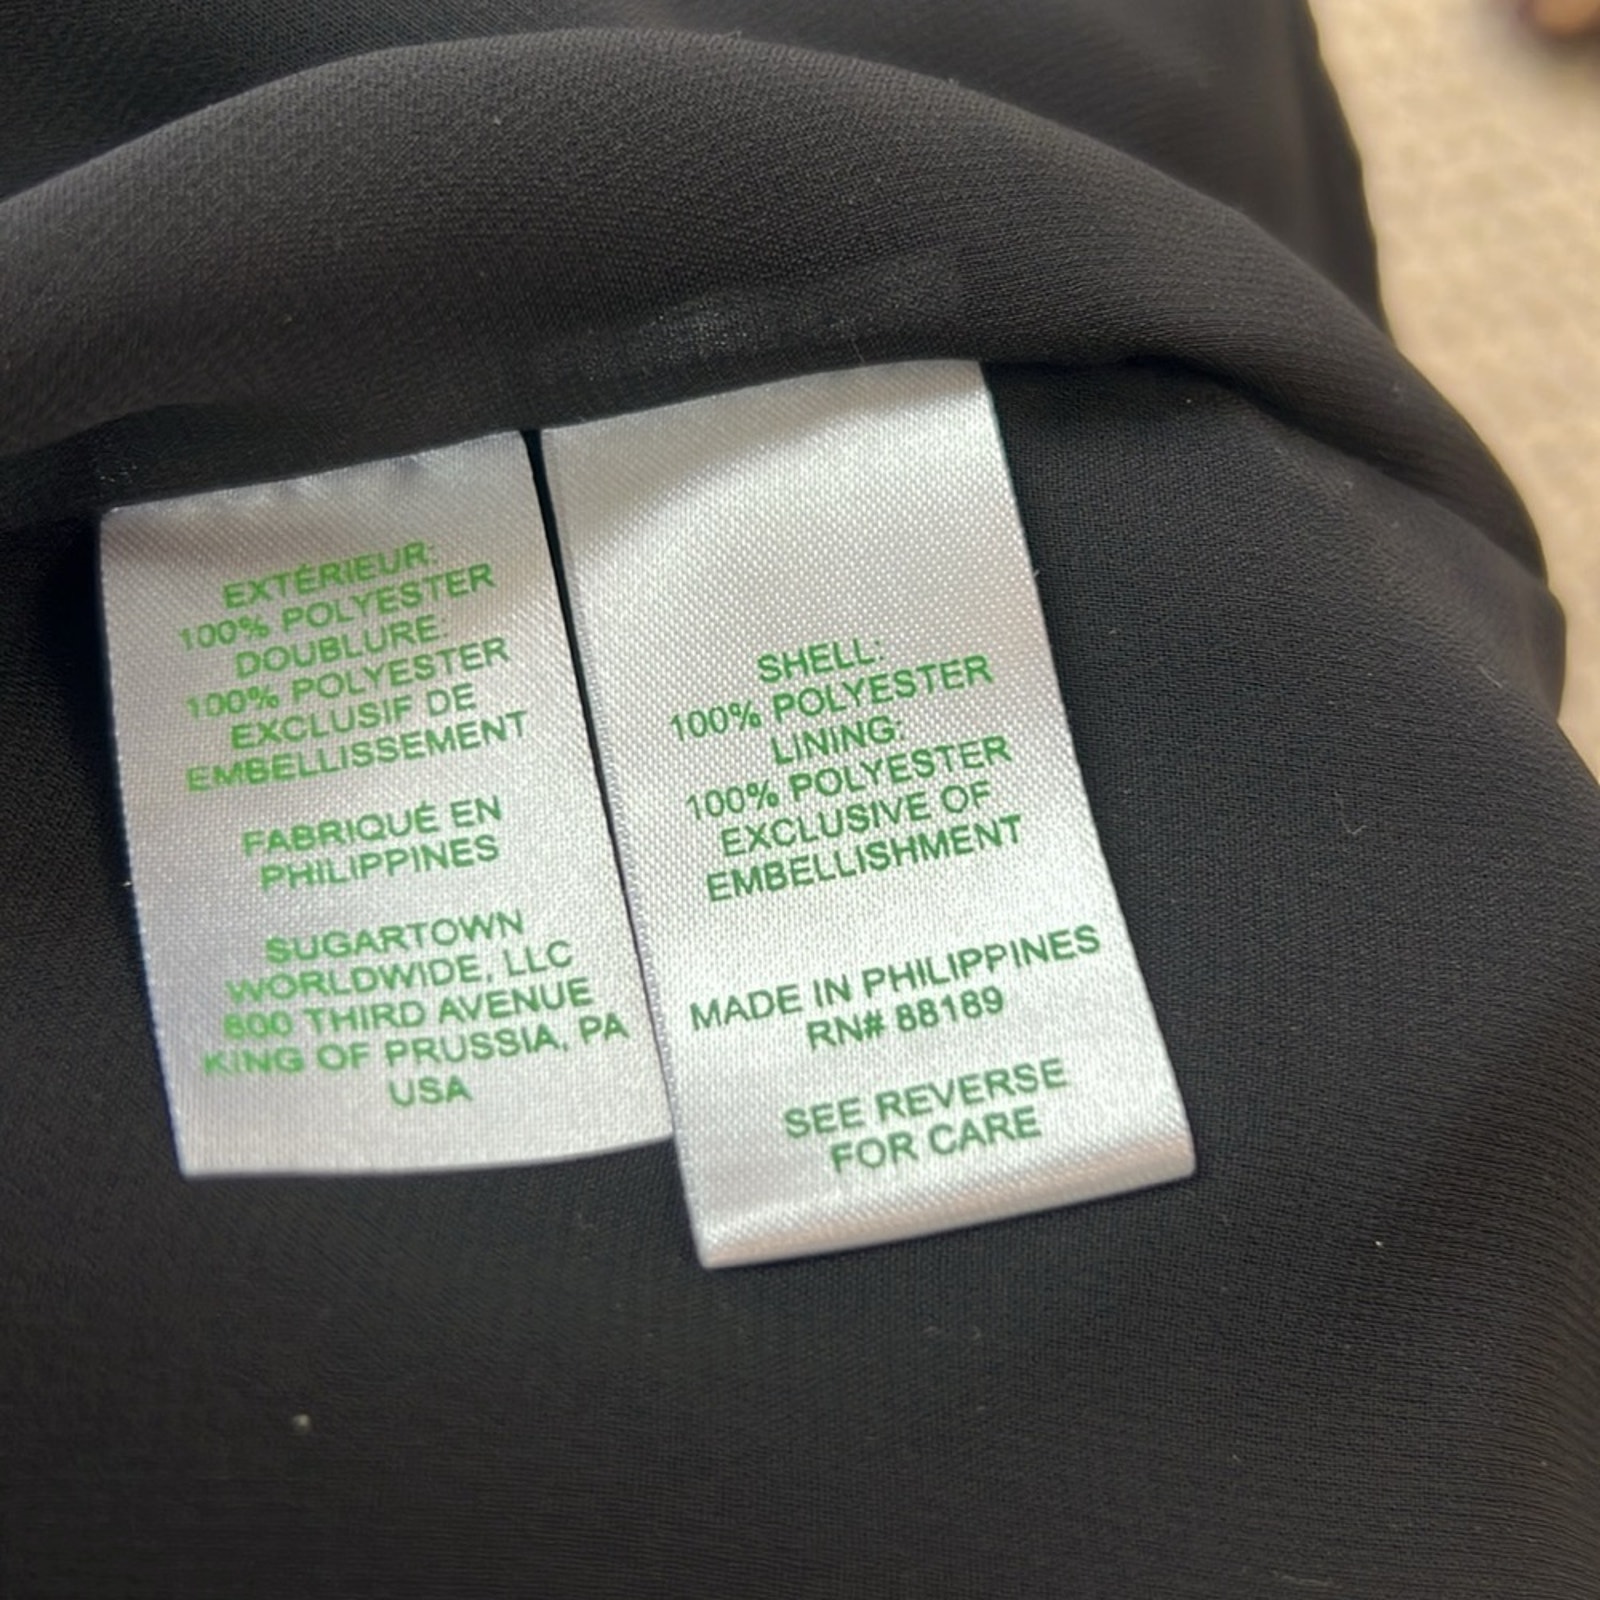 EXTÉRIEUR:
100% POLYESTER
DOUBLURE:
100% POLYESTER
EXCLUSIF DE
EMBELLISSEMENT
FABRIQUÉ EN
PHILIPPINES
SUGARTOWN
WORLDWIDE, LLC
800 THIRD AVENUE
KING OF PRUSSIA, PA
USA
SHELL:
100% POLYESTER
LINING:
100% POLYESTER
EXCLUSIVE OF
EMBELLISHMENT
MADE IN PHILIPPINES
RN# 88189
SEE REVERSE
FOR CARE